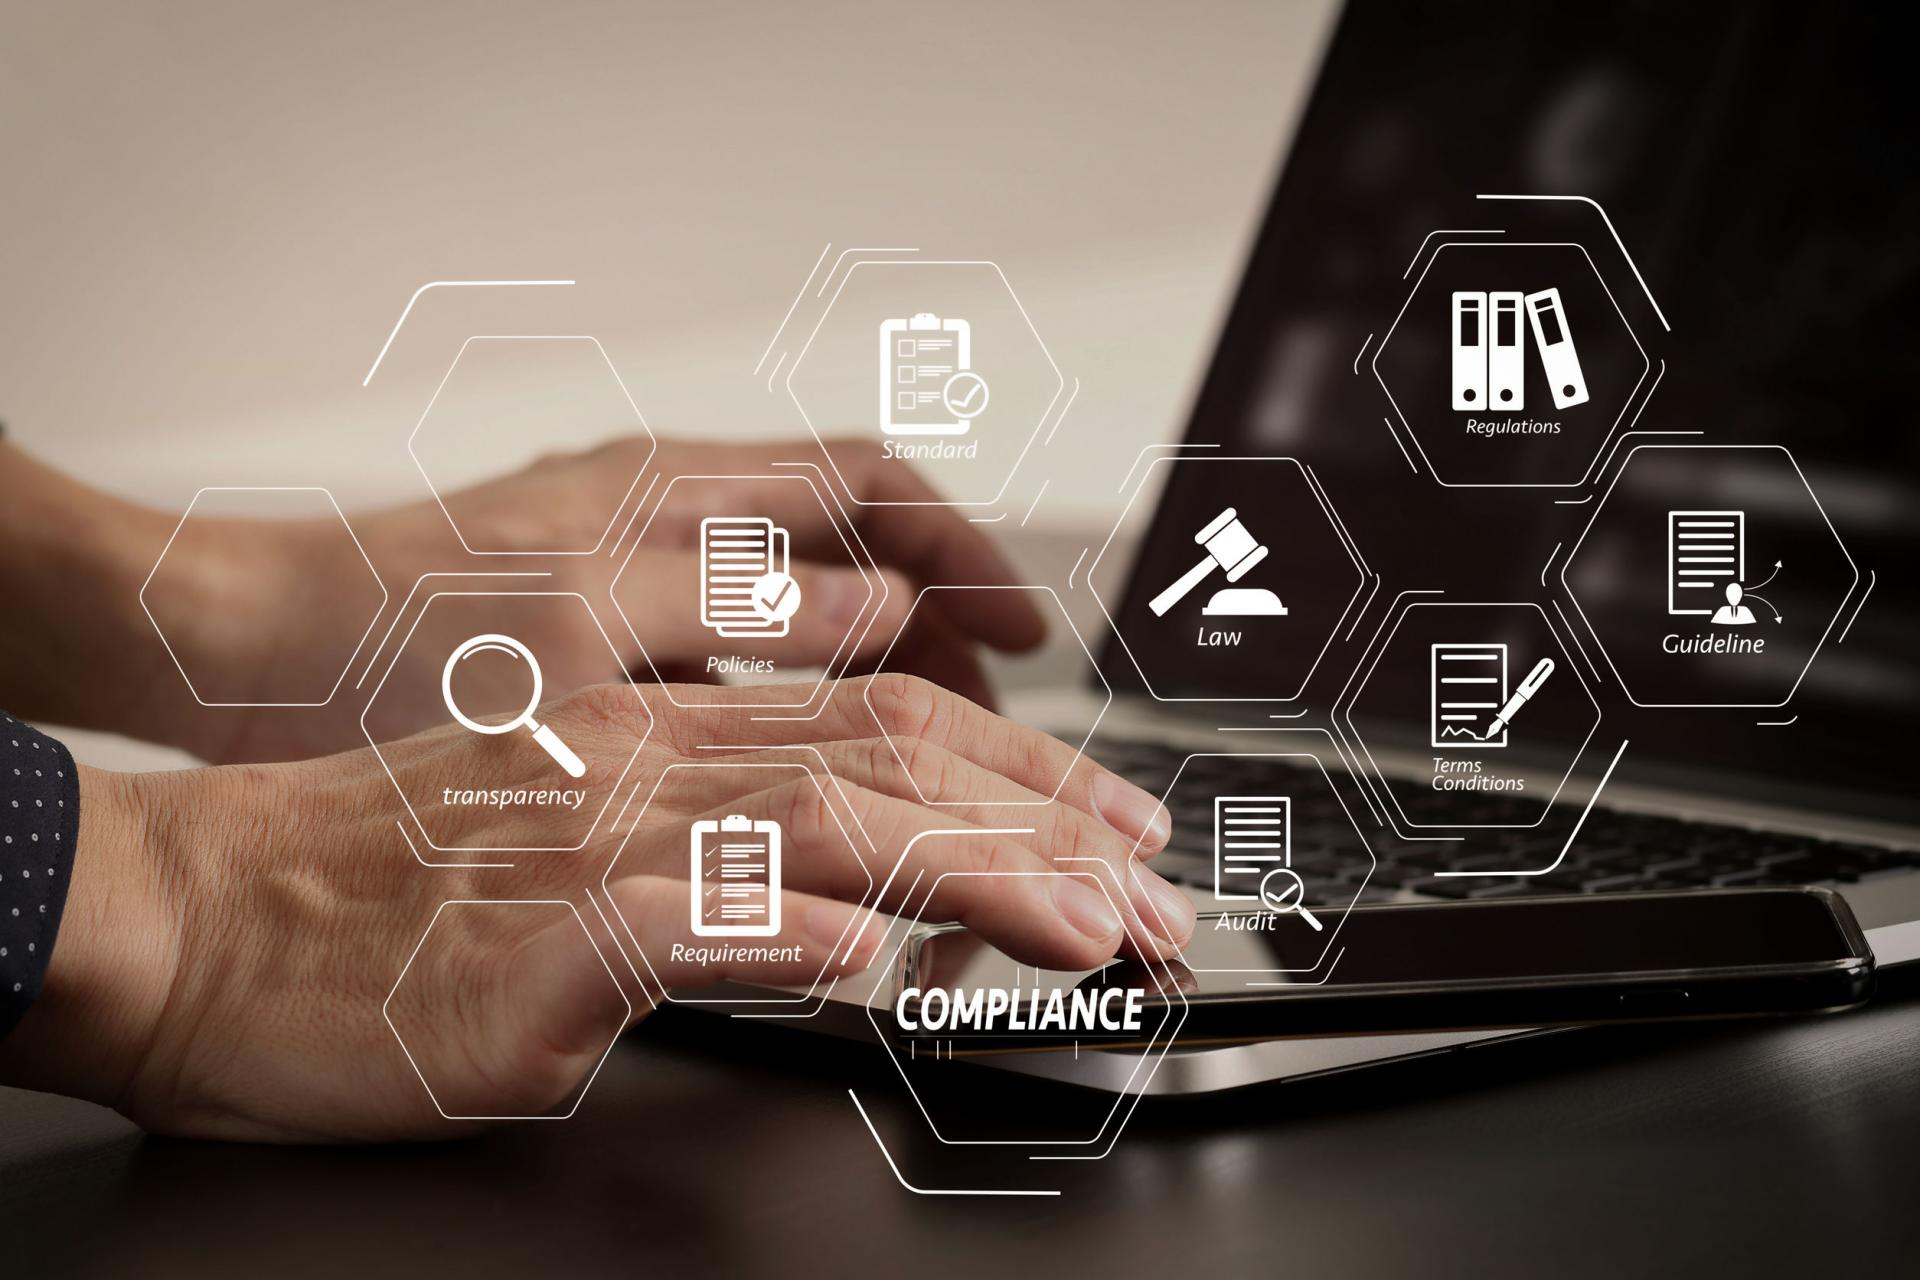 Regulations
Standard
Law
Guideline
Policies
Terms
Conditions
transparency
Audit
Requirement
COMPLIANCE